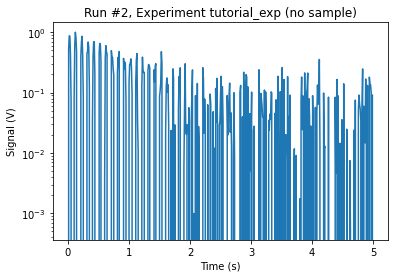 Run #2, Experiment tutorial_exp (no sample)
Signal (V)
10⁰
10⁻¹
10⁻²
10⁻³
0 1 2 3 4 5
Time (s)